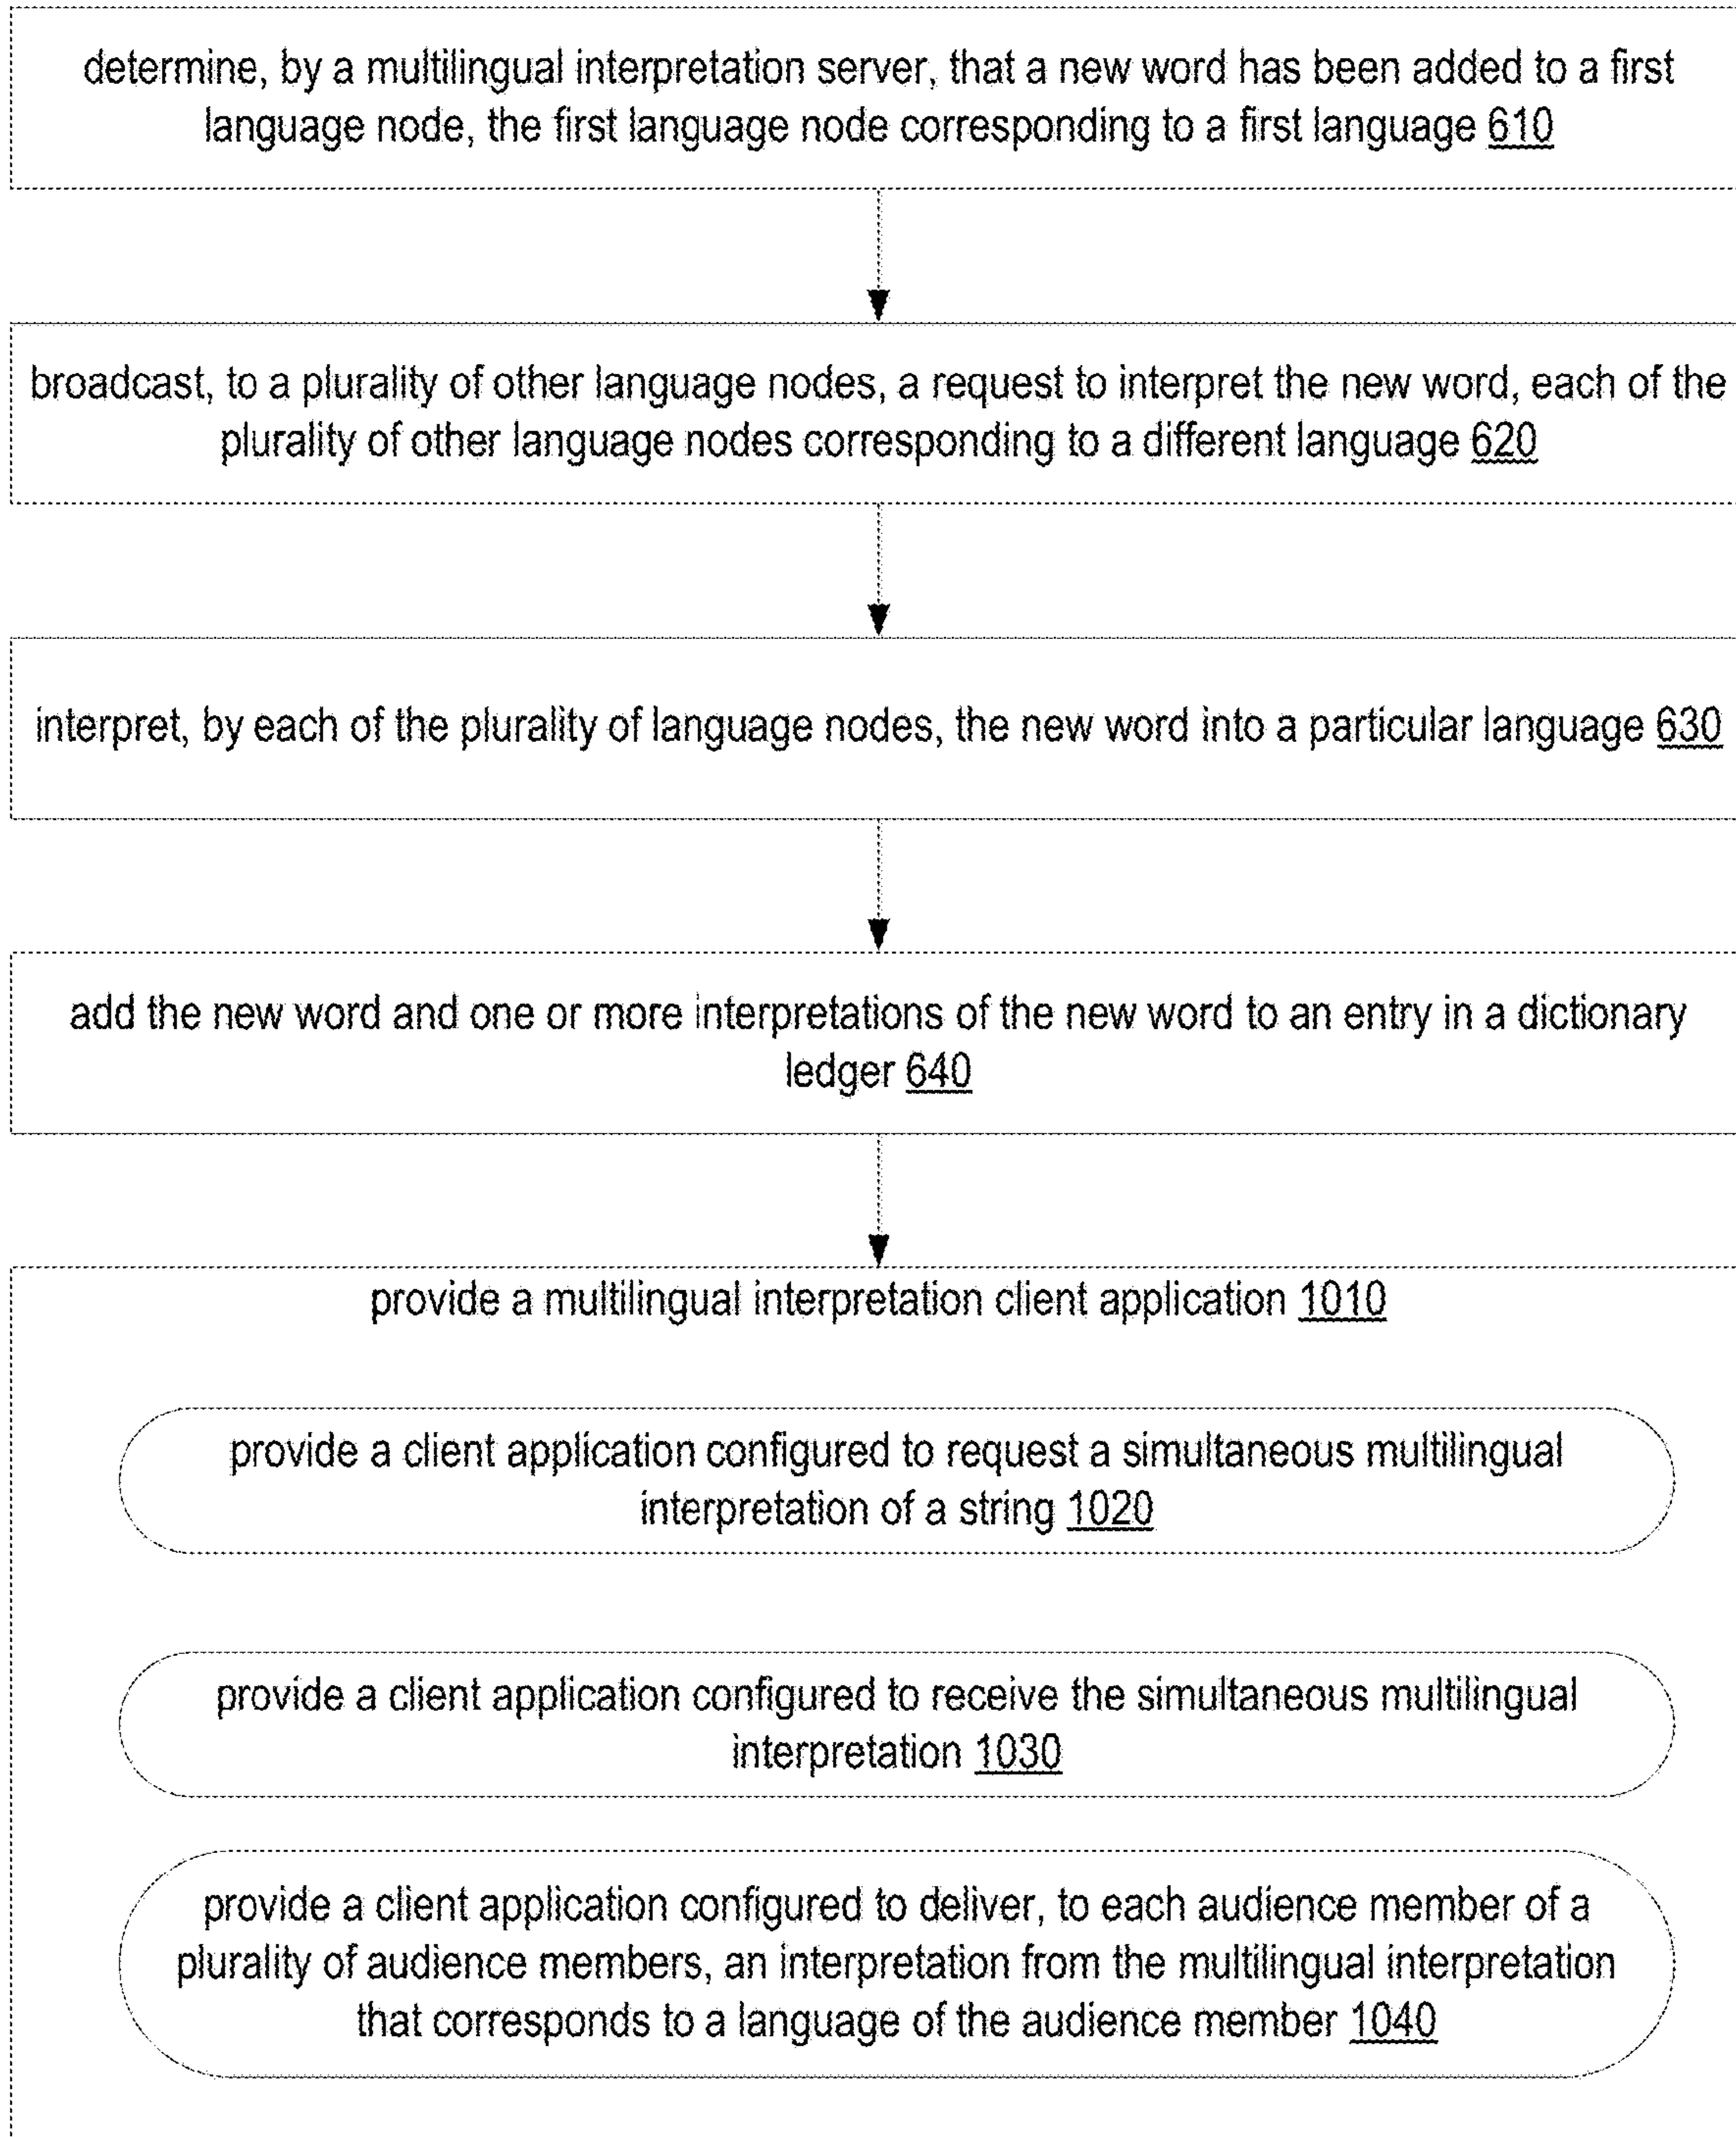 determine, by a multilingual interpretation server, that a new word has been added to a first
language node, the first language node corresponding to a first language 610
broadcast, to a plurality of other language nodes, a request to interpret the new word, each of the
plurality of other language nodes corresponding to a different language 620
interpret, by each of the plurality of language nodes, the new word into a particular language 630
add the new word and one or more interpretations of the new word to an entry in a dictionary
ledger 640
provide a multilingual interpretation client application 1010
provide a client application configured to request a simultaneous multilingual
interpretation of a string 1020
provide a client application configured to receive the simultaneous multilingual
interpretation 1030
provide a client application configured to deliver, to each audience member of a
plurality of audience members, an interpretation from the multilingual interpretation
that corresponds to a language of the audience member 1040